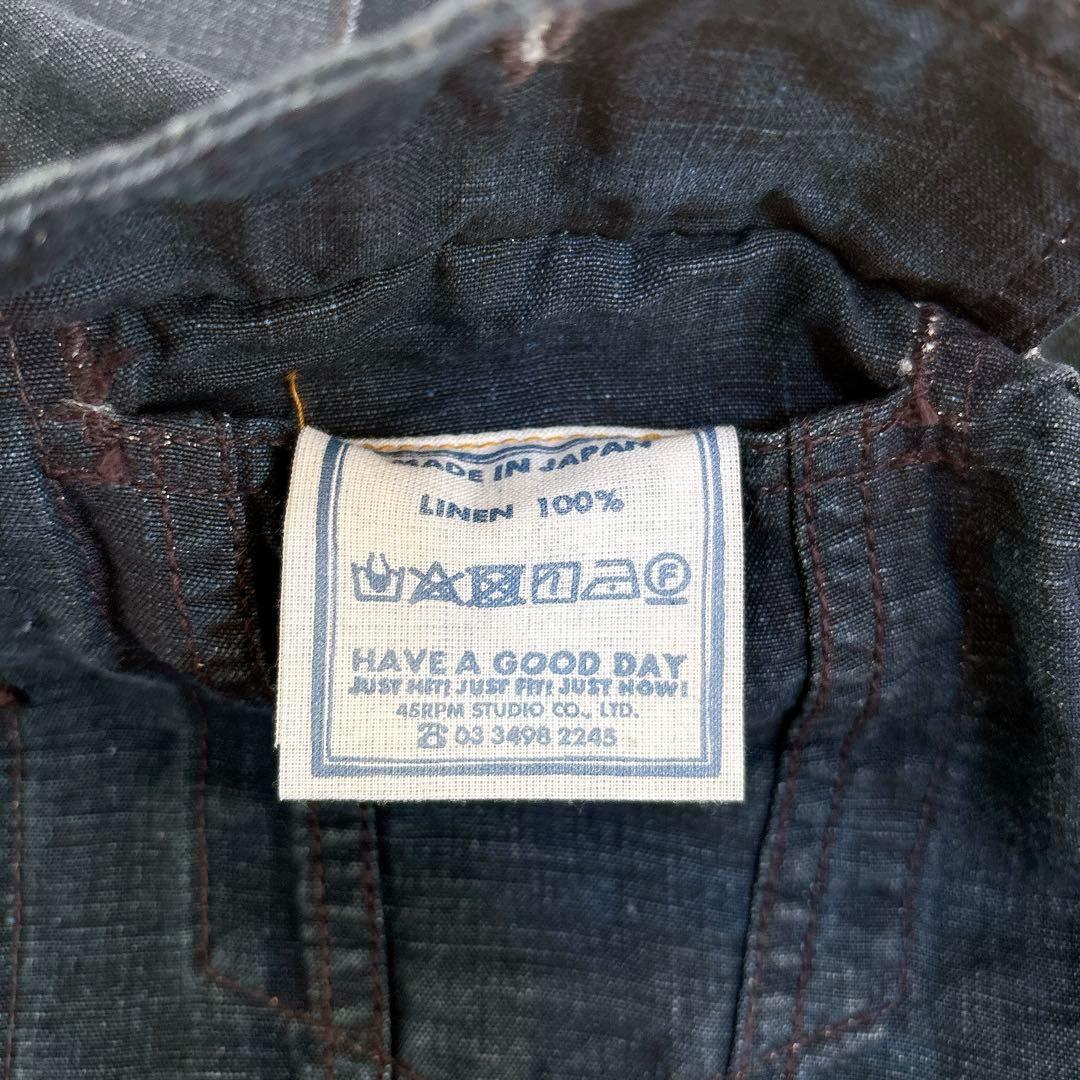 MADE IN JAPAN
LINEN 100%
F
HAVE A GOOD DAY
JUST HIT! JUST FIT! JUST NOW!
45RPM STUDIO CO., LTD.
☎ 03 3498 2245